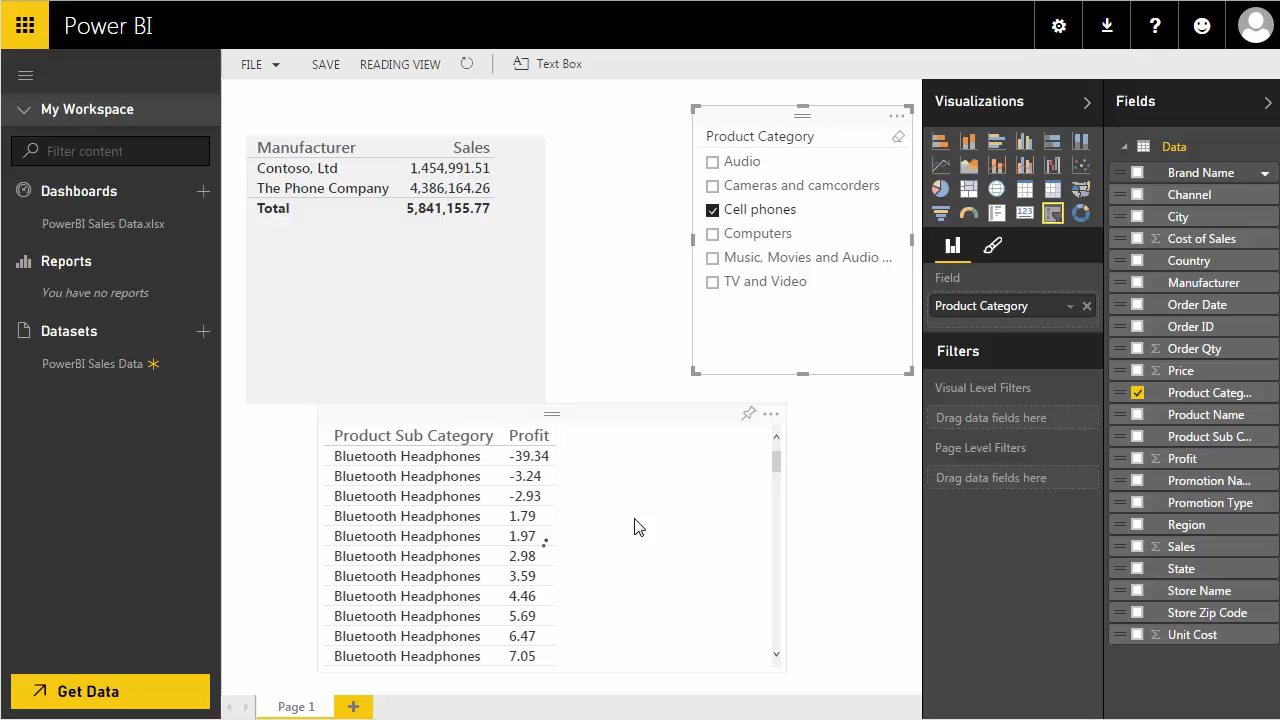 Power BI
?
My Workspace
Filter content
Dashboards
PowerBI Sales Data.xlsx
Reports
You have no reports
Datasets
PowerBI Sales Data
Get Data
FILE
SAVE
READING VIEW
Text Box
Manufacturer Sales
Contoso, Ltd 1,454,991.51
The Phone Company 4,386,164.26
Total 5,841,155.77
Product Category
Audio
Cameras and camcorders
Cell phones
Computers
Music, Movies and Audio ...
TV and Video
Product Sub Category Profit
Bluetooth Headphones -39.34
Bluetooth Headphones -3.24
Bluetooth Headphones -2.93
Bluetooth Headphones 1.79
Bluetooth Headphones 1.97
Bluetooth Headphones 2.98
Bluetooth Headphones 3.59
Bluetooth Headphones 4.46
Bluetooth Headphones 5.69
Bluetooth Headphones 6.47
Bluetooth Headphones 7.05
Page 1
Visualizations
123
Field
Product Category
Filters
Visual Level Filters
Drag data fields here
Page Level Filters
Drag data fields here
Fields
Data
Brand Name
Channel
City
Σ Cost of Sales
Country
Manufacturer
Order Date
Order ID
Σ Order Qty
Σ Price
Product Categ...
Product Name
Product Sub C...
Σ Profit
Promotion Na...
Promotion Type
Region
Σ Sales
State
Store Name
Store Zip Code
Σ Unit Cost